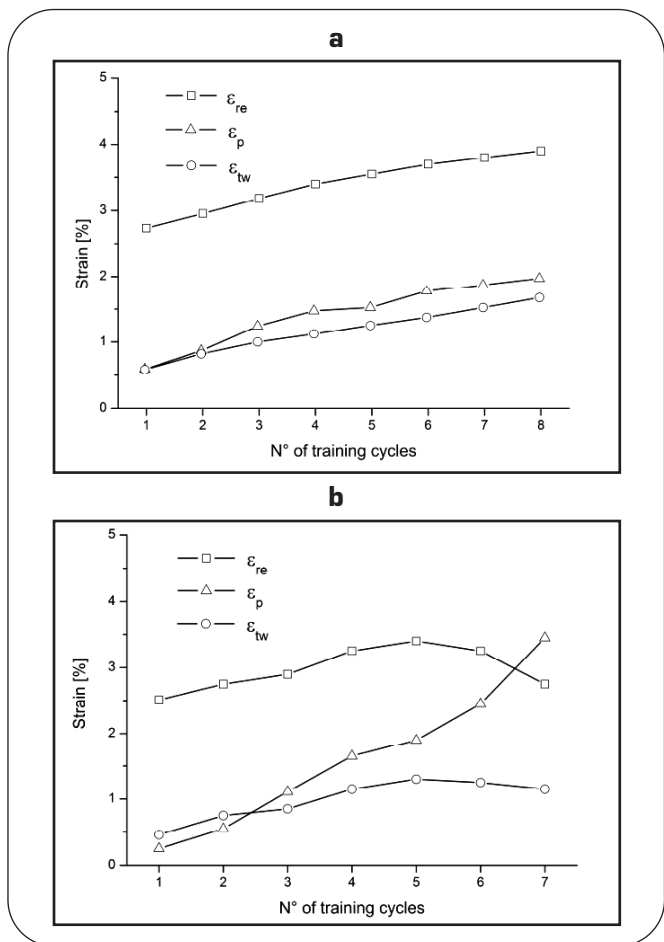 a
5
4
3
2
1
0
Strain [%]
ε_re
ε_p
ε_tw
1 2 3 4 5 6 7 8
N° of training cycles
b
5
4
3
2
1
0
Strain [%]
ε_re
ε_p
ε_tw
1 2 3 4 5 6 7
N° of training cycles